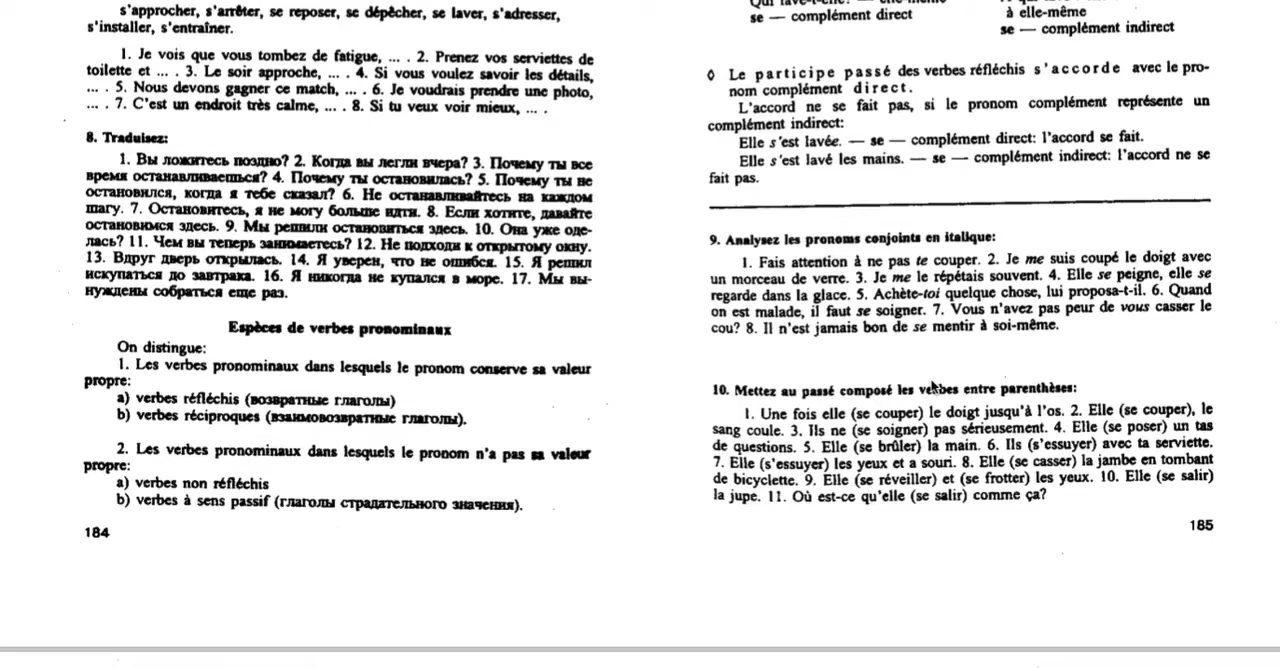 s'approcher, s'arrêter, se reposer, se dépêcher, se laver, s'adresser,
s'installer, s'entraîner.
1. Je vois que vous tombez de fatigue, ... . 2. Prenez vos serviettes de
toilette et ... . 3. Le soir approche, ... . 4. Si vous voulez savoir les détails,
... . 5. Nous devons gagner ce match, ... . 6. Je voudrais prendre une photo,
... . 7. C'est un endroit très calme, ... . 8. Si tu veux voir mieux, ... .
8. Traduisez:
1. Вы ложитесь поздно? 2. Когда вы легли вчера? 3. Почему ты все
время останавливаешься? 4. Почему ты остановилась? 5. Почему ты не
остановился, когда я тебе сказал? 6. Не останавливайтесь на каждом
шагу. 7. Остановитесь, я не могу больше идти. 8. Если хотите, давайте
остановимся здесь. 9. Мы решили остановиться здесь. 10. Она уже оде-
лась? 11. Чем вы теперь занимаетесь? 12. Не подходи к открытому окну.
13. Вдруг дверь открылась. 14. Я уверен, что не ошибся. 15. Я решил
искупаться до завтрака. 16. Я никогда не купался в море. 17. Мы вы-
нуждены собраться еще раз.
Espèces de verbes pronominaux
On distingue:
1. Les verbes pronominaux dans lesquels le pronom conserve sa valeur
propre:
a) verbes réfléchis (возвратные глаголы)
b) verbes réciproques (взаимовозвратные глаголы).
2. Les verbes pronominaux dans lesquels le pronom n'a pas sa valeur
propre:
a) verbes non réfléchis
b) verbes à sens passif (глаголы страдательного значения).
184
se — complément direct
à elle-même
se — complément indirect
◊ Le participe passé des verbes réfléchis s'accorde avec le pro-
nom complément direct.
L'accord ne se fait pas, si le pronom complément représente un
complément indirect:
Elle s'est lavée. — se — complément direct: l'accord se fait.
Elle s'est lavé les mains. — se — complément indirect: l'accord ne se
fait pas.
9. Analysez les pronoms conjoints en italique:
1. Fais attention à ne pas te couper. 2. Je me suis coupé le doigt avec
un morceau de verre. 3. Je me le répétais souvent. 4. Elle se peigne, elle se
regarde dans la glace. 5. Achète-toi quelque chose, lui proposa-t-il. 6. Quand
on est malade, il faut se soigner. 7. Vous n'avez pas peur de vous casser le
cou? 8. Il n'est jamais bon de se mentir à soi-même.
10. Mettez au passé composé les verbes entre parenthèses:
1. Une fois elle (se couper) le doigt jusqu'à l'os. 2. Elle (se couper), le
sang coule. 3. Ils ne (se soigner) pas sérieusement. 4. Elle (se poser) un tas
de questions. 5. Elle (se brûler) la main. 6. Ils (s'essuyer) avec ta serviette.
7. Elle (s'essuyer) les yeux et a souri. 8. Elle (se casser) la jambe en tombant
de bicyclette. 9. Elle (se réveiller) et (se frotter) les yeux. 10. Elle (se salir)
la jupe. 11. Où est-ce qu'elle (se salir) comme ça?
185